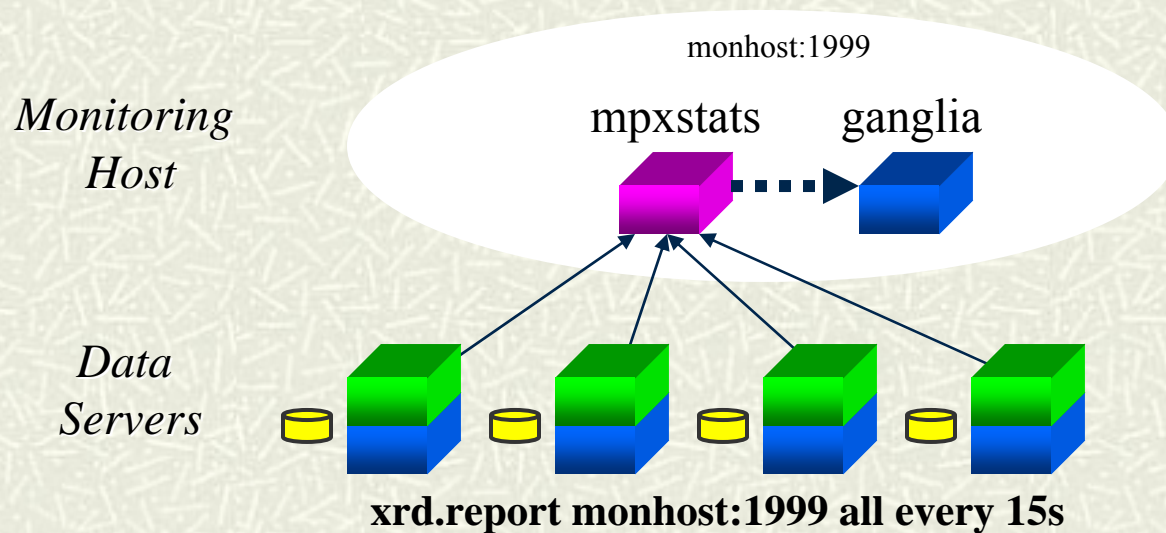 monhost:1999
Monitoring
Host
mpxstats
ganglia
Data
Servers
xrd.report monhost:1999 all every 15s